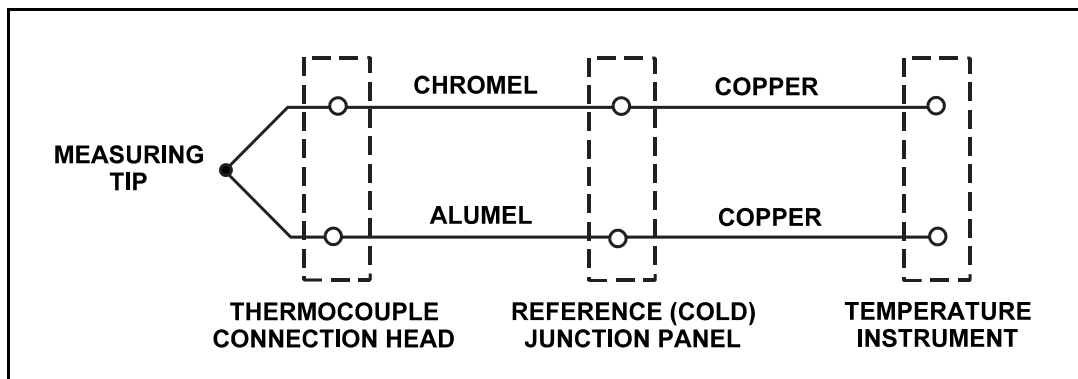 CHROMEL
COPPER
MEASURING
TIP
ALUMEL
COPPER
THERMOCOUPLE
CONNECTION HEAD
REFERENCE (COLD)
JUNCTION PANEL
TEMPERATURE
INSTRUMENT